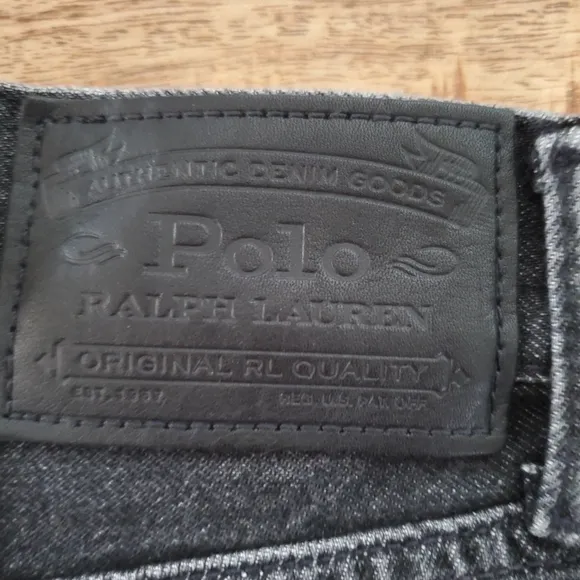 AUTHENTIC DENIM GOODS
Polo
RALPH LAUREN
ORIGINAL RL QUALITY
EST. 1967 REG. U.S. PAT. OFF.